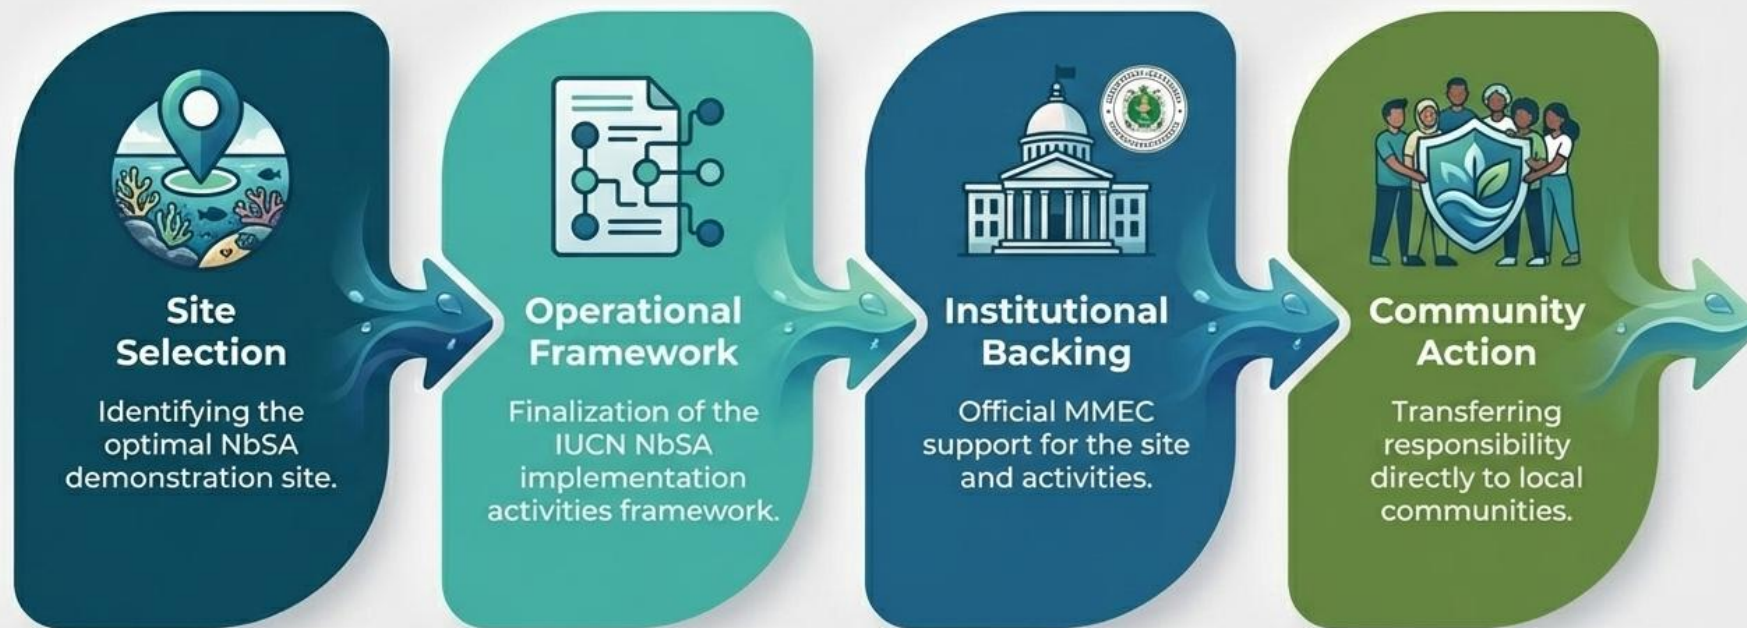 Site
Selection
Identifying the
optimal NbSA
demonstration site.
Operational
Framework
Finalization of the
IUCN NbSA
implementation
activities framework.
Institutional
Backing
Official MMEC
support for the site
and activities.
Community
Action
Transferring
responsibility
directly to local
communities.